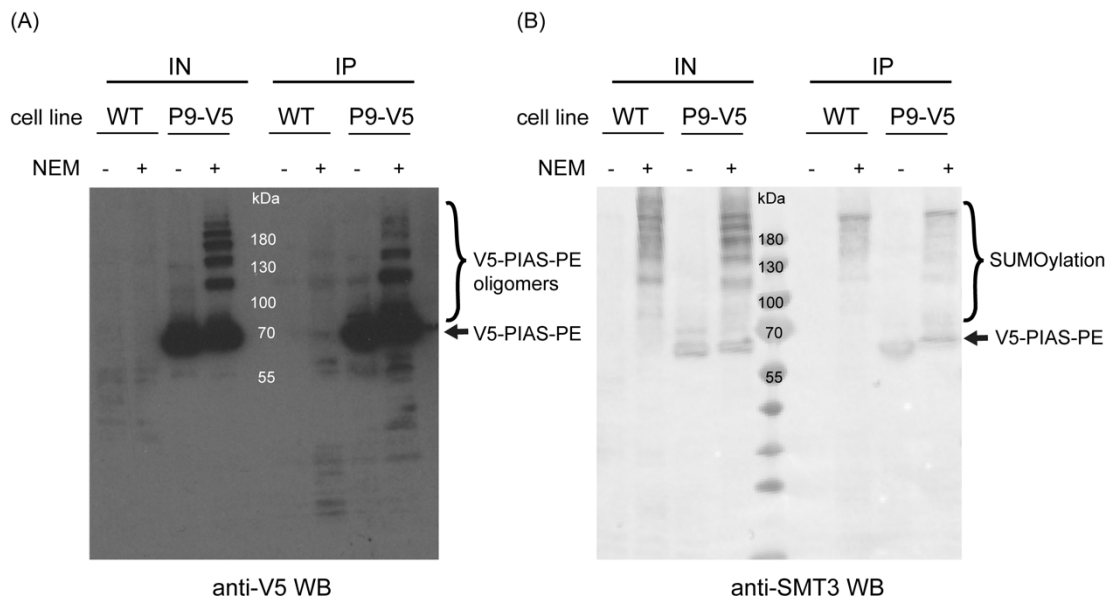 (A)
IN IP
cell line WT P9-V5 WT P9-V5
NEM - + - + - + - +
kDa
180
130
100
70
55
V5-PIAS-PE
oligomers
V5-PIAS-PE
anti-V5 WB
(B)
IN IP
cell line WT P9-V5 WT P9-V5
NEM - + - + - + - +
kDa
180
130
100
70
55
SUMOylation
V5-PIAS-PE
anti-SMT3 WB